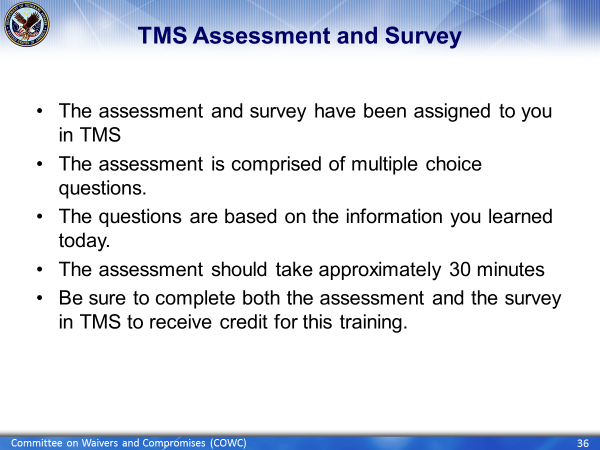 TMS Assessment and Survey
• The assessment and survey have been assigned to you
in TMS
• The assessment is comprised of multiple choice
questions.
• The questions are based on the information you learned
today.
• The assessment should take approximately 30 minutes
• Be sure to complete both the assessment and the survey
in TMS to receive credit for this training.
Committee on Waivers and Compromises (COWC)
36